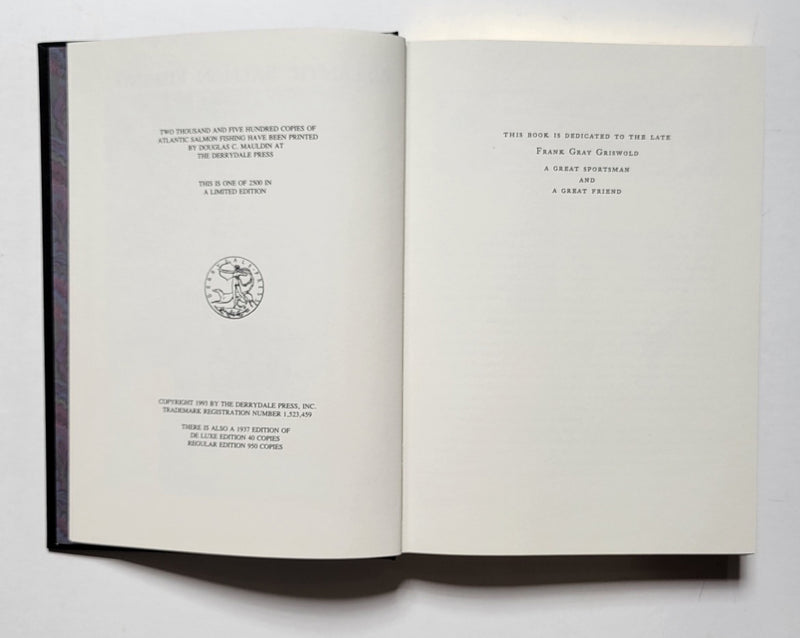 TWO THOUSAND AND FIVE HUNDRED COPIES OF
ATLANTIC SALMON FISHING HAVE BEEN PRINTED
BY DOUGLAS C. MAULDIN AT
THE DERRYDALE PRESS
THIS IS ONE OF 2500 IN
A LIMITED EDITION
DERRYDALE PRESS
COPYRIGHT 1993 BY THE DERRYDALE PRESS, INC.
TRADEMARK REGISTRATION NUMBER 1,523,459
THERE IS ALSO A 1937 EDITION OF
DE LUXE EDITION 40 COPIES
REGULAR EDITION 950 COPIES
THIS BOOK IS DEDICATED TO THE LATE
FRANK GRAY GRISWOLD
A GREAT SPORTSMAN
AND
A GREAT FRIEND